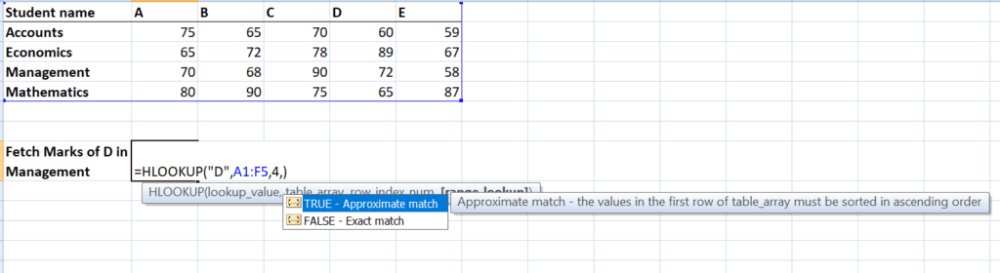 Student name A B C D E
Accounts 75 65 70 60 59
Economics 65 72 78 89 67
Management 70 68 90 72 58
Mathematics 80 90 75 65 87
Fetch Marks of D in
Management =HLOOKUP("D",A1:F5,4,)
HLOOKUP(lookup_value, table_array, row_index_num, [range_lookup])
TRUE - Approximate match Approximate match - the values in the first row of table_array must be sorted in ascending order
FALSE - Exact match